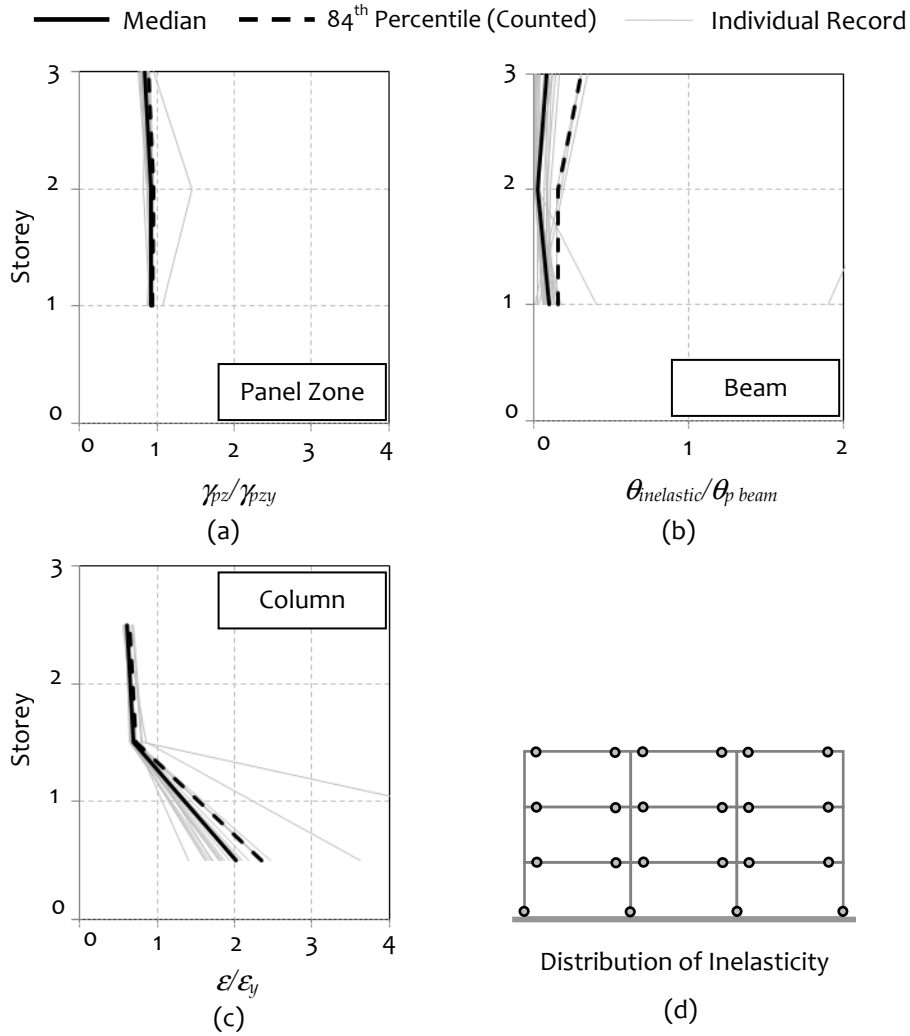 Median 84th Percentile (Counted) Individual Record
3
2
1
0
Storey
Panel Zone
0 1 2 3 4
γpz/γpzy
(a)
3
2
1
0
Beam
0 1 2
θinelastic/θp beam
(b)
3
2
1
0
Storey
Column
0 1 2 3 4
ε/εy
(c)
Distribution of Inelasticity
(d)